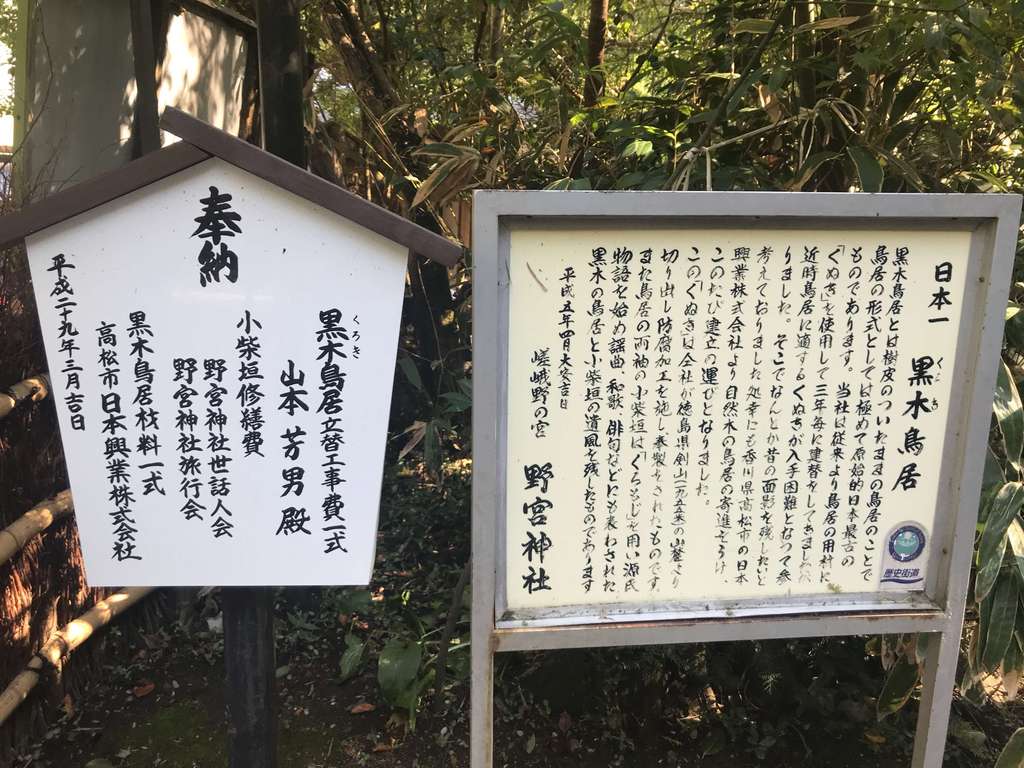 奉納
黒木鳥居立替工事費一式
くろき
山本芳男殿
小柴垣修繕費
野宮神社世話人会
野宮神社旅行会
黒木鳥居材料一式
高松市日本興業株式会社
平成二十九年三月吉日
日本一 黒木鳥居
くろき
黒木鳥居とは樹皮のついたままの鳥居のことで
鳥居の形式としては極めて原始的日本最古の
ものであります。 当社は従来より鳥居の用材に
「くぬぎ」を使用して三年毎に建替をしてきましたが
近時鳥居に適するくぬぎが入手困難となって参
りました。 そこでなんとか昔の面影を残したいと
考えておりました処幸にも香川県高松市の日本
興業株式会社より自然木の鳥居の寄進をうけ、
このたび建立の運びとなりました。
この「くぬぎ」は会社が徳島県剣山(一九五五米)の山麓より
切り出し防腐加工を施し奉製をされたものです。
また鳥居の両袖の小柴垣は「くろもじ」を用い源氏
物語を始め謡曲、和歌、俳句などにも表わされた
黒木の鳥居と小柴垣の遺風を残したものであります
平成五年四月大安吉日
嵯峨野の宮 野宮神社
歴史街道